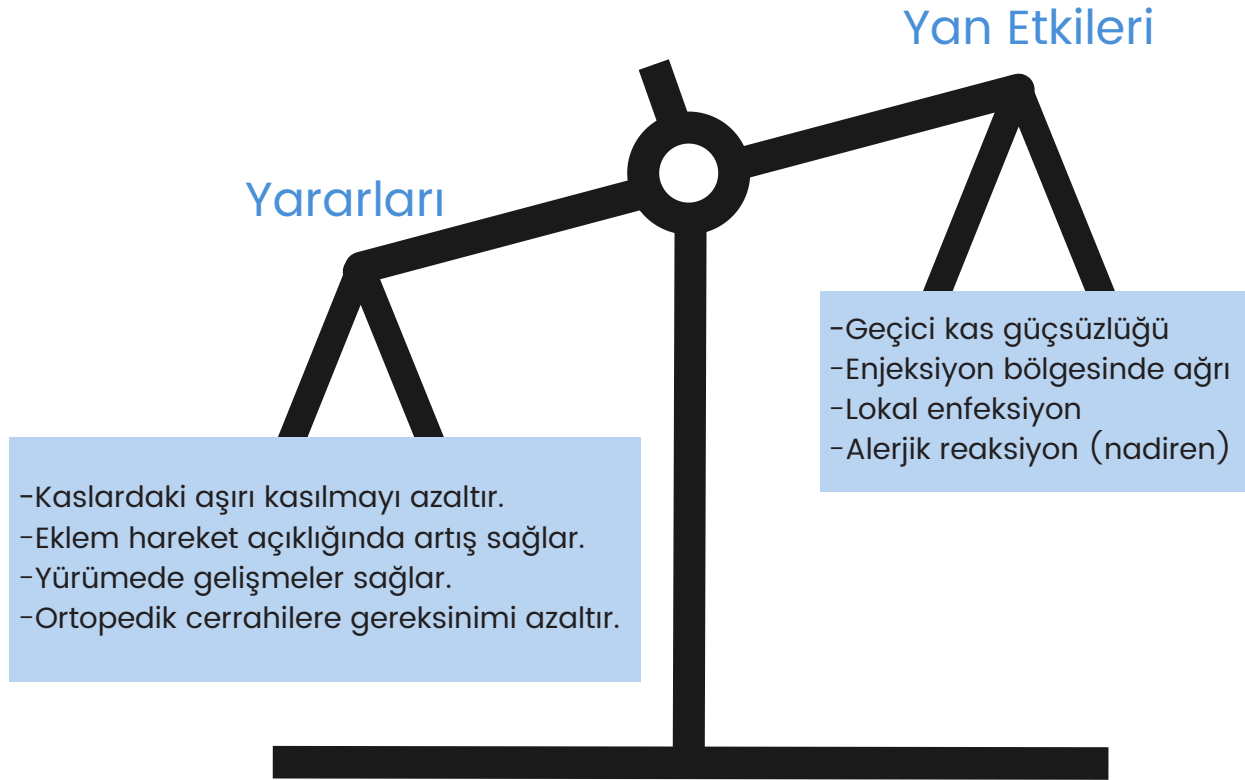 Yan Etkileri
Yararları
-Geçici kas güçsüzlüğü
-Enjeksiyon bölgesinde ağrı
-Lokal enfeksiyon
-Alerjik reaksiyon (nadiren)
-Kaslardaki aşırı kasılmayı azaltır.
-Eklem hareket açıklığında artış sağlar.
-Yürümede gelişmeler sağlar.
-Ortopedik cerrahilere gereksinimi azaltır.